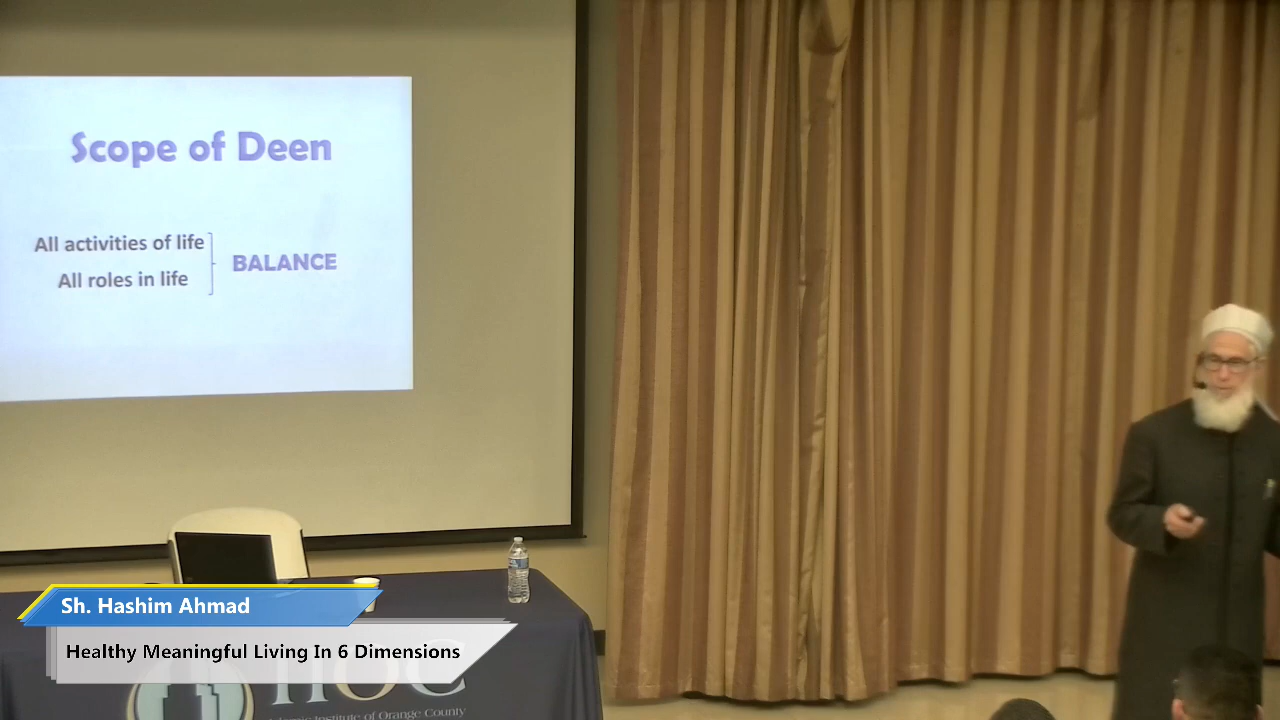 Scope of Deen
All activities of life
All roles in life
BALANCE
Sh. Hashim Ahmad
Healthy Meaningful Living In 6 Dimensions
IIOC
Islamic Institute of Orange County